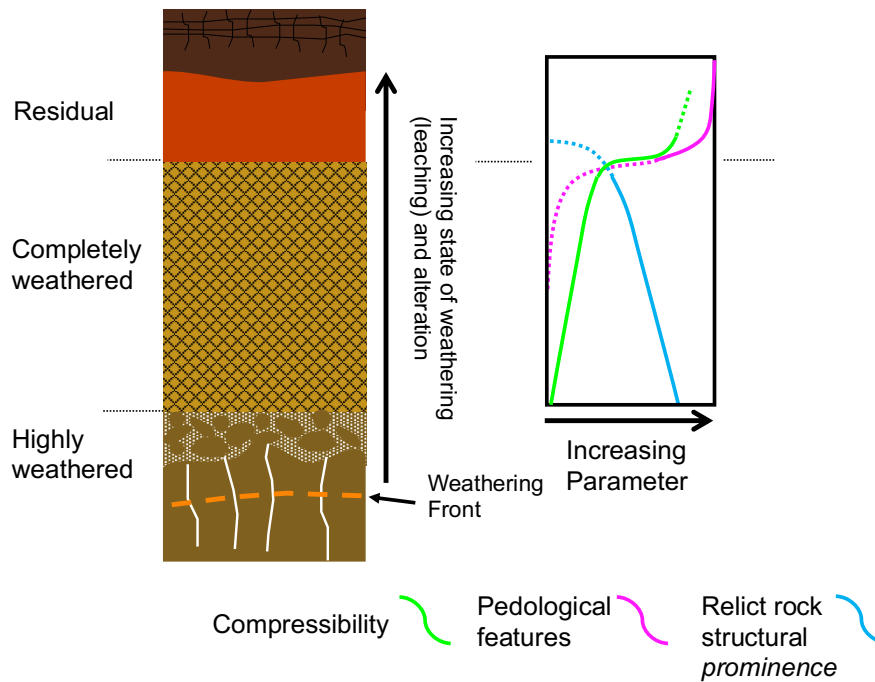 Residual
Completely
weathered
Highly
weathered
Increasing state of weathering
(leaching) and alteration
Weathering
Front
Increasing
Parameter
Compressibility
Pedological
features
Relict rock
structural
prominence